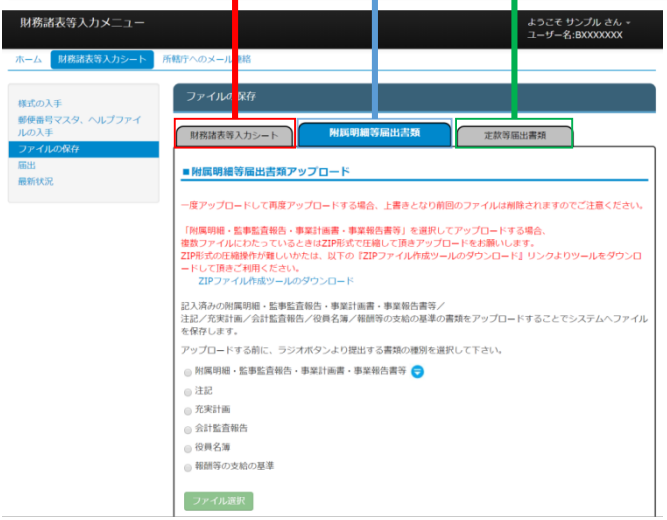 財務諸表等入力メニュー
ようこそ サンプル さん
ユーザー名:BXXXXXXX
ホーム 財務諸表等入力シート 所轄庁へのメール連絡
様式の入手
郵便番号マスタ、ヘルプファイ
ルの入手
ファイルの保存
届出
最新状況
ファイルの保存
財務諸表等入力シート 附属明細等届出書類 定款等届出書類
■附属明細等届出書類アップロード
一度アップロードして再度アップロードする場合、上書きとなり前回のファイルは削除されますのでご注意ください。
「附属明細・監事監査報告・事業計画書・事業報告書等」を選択してアップロードする場合、
複数ファイルにわたっているときはZIP形式で圧縮して頂きアップロードをお願いします。
ZIP形式の圧縮操作が難しいかたは、以下の『ZIPファイル作成ツールのダウンロード』リンクよりツールをダウンロ
ードして頂きご利用ください。
ZIPファイル作成ツールのダウンロード
記入済みの附属明細・監事監査報告・事業計画書・事業報告書等／
注記／充実計画／会計監査報告／役員名簿／報酬等の支給の基準の書類をアップロードすることでシステムへファイル
を保存します。
アップロードする前に、ラジオボタンより提出する書類の種別を選択して下さい。
附属明細・監事監査報告・事業計画書・事業報告書等
注記
充実計画
会計監査報告
役員名簿
報酬等の支給の基準
ファイル選択